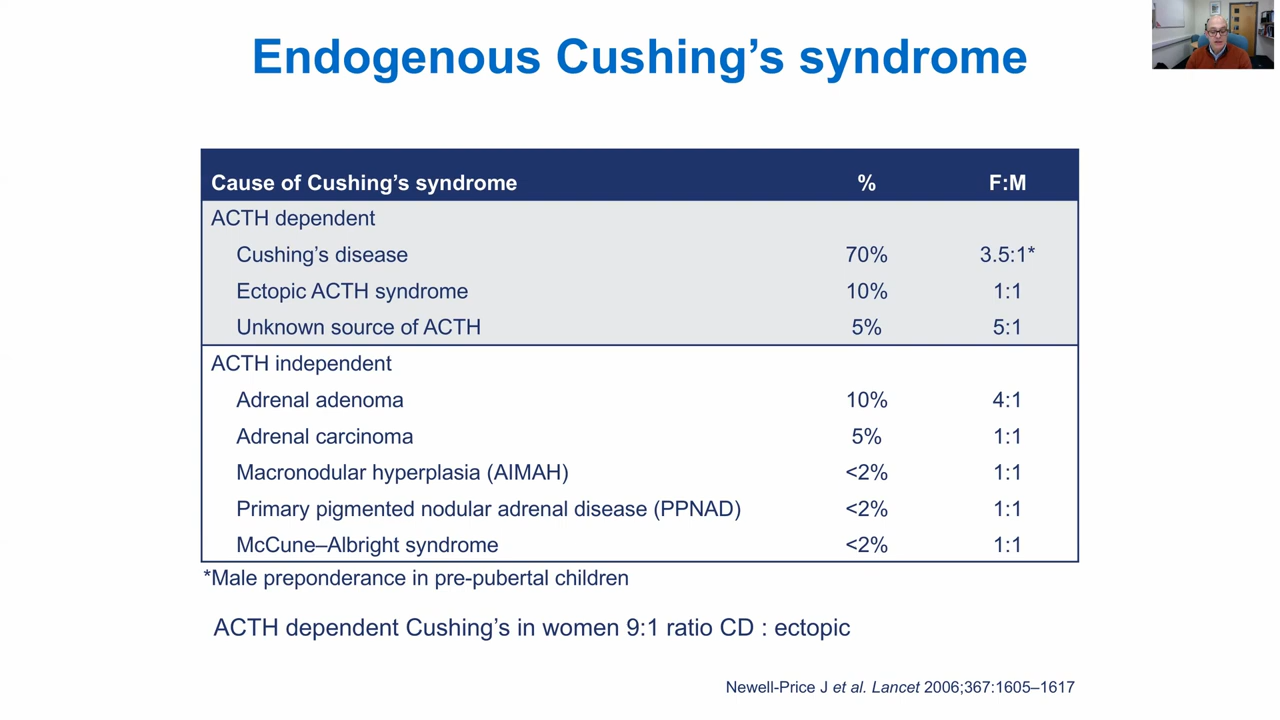 Endogenous Cushing’s syndrome
Cause of Cushing’s syndrome % F:M
ACTH dependent
Cushing’s disease 70% 3.5:1*
Ectopic ACTH syndrome 10% 1:1
Unknown source of ACTH 5% 5:1
ACTH independent
Adrenal adenoma 10% 4:1
Adrenal carcinoma 5% 1:1
Macronodular hyperplasia (AIMAH) <2% 1:1
Primary pigmented nodular adrenal disease (PPNAD) <2% 1:1
McCune–Albright syndrome <2% 1:1
*Male preponderance in pre-pubertal children
ACTH dependent Cushing’s in women 9:1 ratio CD : ectopic
Newell-Price J et al. Lancet 2006;367:1605–1617